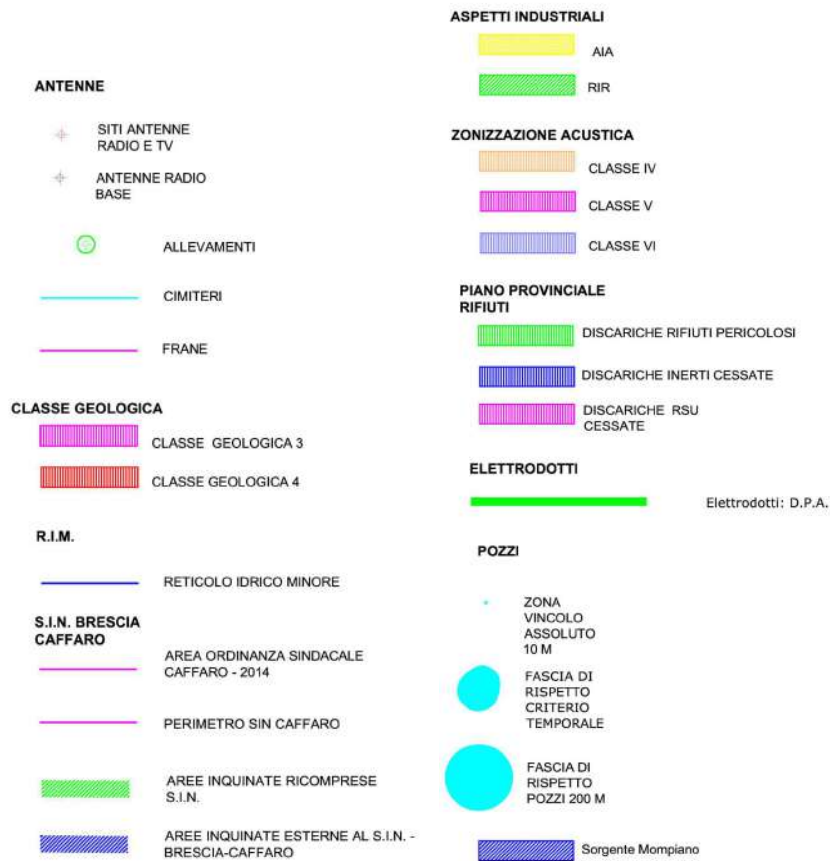 ANTENNE
SITI ANTENNE
RADIO E TV
ANTENNE RADIO
BASE
ALLEVAMENTI
CIMITERI
FRANE
CLASSE GEOLOGICA
CLASSE GEOLOGICA 3
CLASSE GEOLOGICA 4
R.I.M.
RETICOLO IDRICO MINORE
S.I.N. BRESCIA
CAFFARO
AREA ORDINANZA SINDACALE
CAFFARO - 2014
PERIMETRO SIN CAFFARO
AREE INQUINATE RICOMPRESE
S.I.N.
AREE INQUINATE ESTERNE AL S.I.N. -
BRESCIA-CAFFARO
ASPETTI INDUSTRIALI
AIA
RIR
ZONIZZAZIONE ACUSTICA
CLASSE IV
CLASSE V
CLASSE VI
PIANO PROVINCIALE
RIFIUTI
DISCARICHE RIFIUTI PERICOLOSI
DISCARICHE INERTI CESSATE
DISCARICHE RSU
CESSATE
ELETTRODOTTI
Elettrodotti: D.P.A.
POZZI
ZONA
VINCOLO
ASSOLUTO
10 M
FASCIA DI
RISPETTO
CRITERIO
TEMPORALE
FASCIA DI
RISPETTO
POZZI 200 M
Sorgente Mompiano